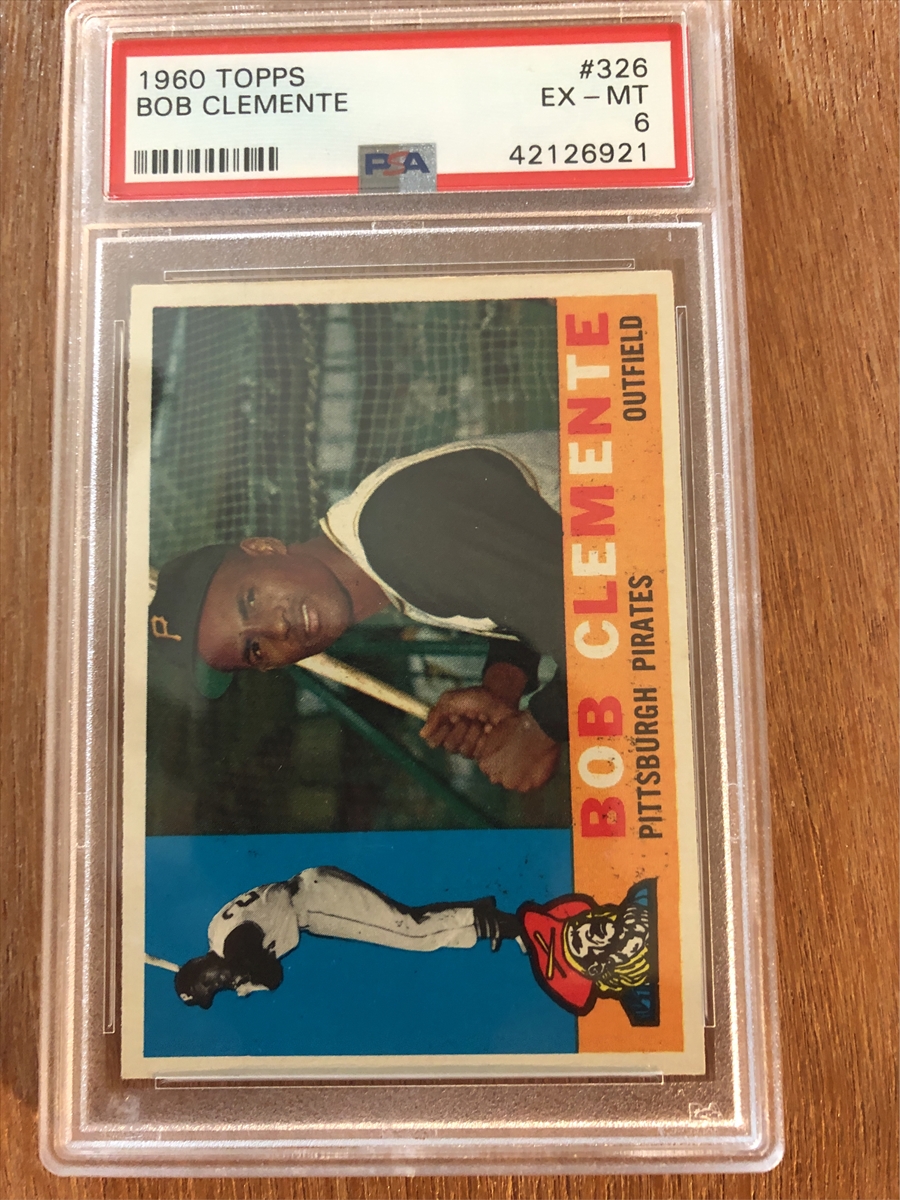 1960 TOPPS #326
BOB CLEMENTE EX - MT
6
42126921
PSA
BOB CLEMENTE
PITTSBURGH PIRATES OUTFIELD
P